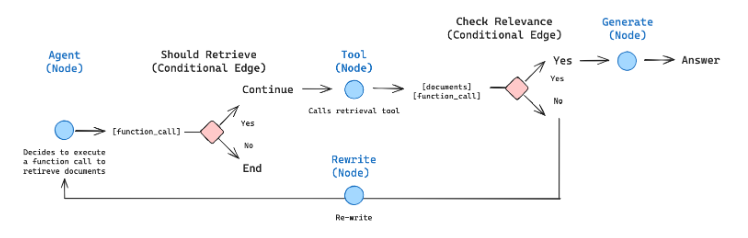 Agent
(Node)
Decides to execute
a function call to
retireve documents
[function_call]
Should Retrieve
(Conditional Edge)
Continue
Yes
No
End
Tool
(Node)
Calls retrieval tool
[documents]
[function_call]
Check Relevance
(Conditional Edge)
Yes
Yes
No
Generate
(Node)
Answer
Rewrite
(Node)
Re-write